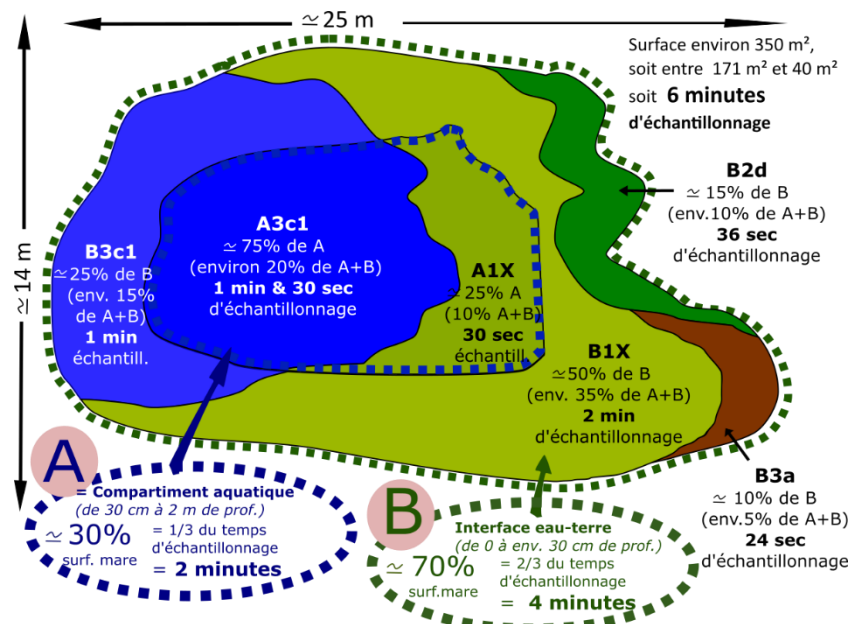 ≃ 25 m
Surface environ 350 m²,
soit entre 171 m² et 40 m²
soit 6 minutes
d'échantillonnage
≃ 14 m
B2d
≃ 15% de B
(env.10% de A+B)
36 sec
d'échantillonnage
A3c1
≃ 75% de A
(environ 20% de A+B)
1 min & 30 sec
d'échantillonnage
B3c1
≃25% de B
(env. 15%
de A+B)
1 min
échantill.
A1X
≃25% A
(10% A+B)
30 sec
échantill.
B1X
≃50% de B
(env. 35% de A+B)
2 min
d'échantillonnage
B3a
≃ 10% de B
(env.5% de A+B)
24 sec
d'échantillonnage
A
= Compartiment aquatique
(de 30 cm à 2 m de prof.)
≃ 30%
surf. mare
= 1/3 du temps
d'échantillonnage
= 2 minutes
B
Interface eau-terre
(de 0 à env. 30 cm de prof.)
≃ 70%
surf.mare
= 2/3 du temps
d'échantillonnage
= 4 minutes